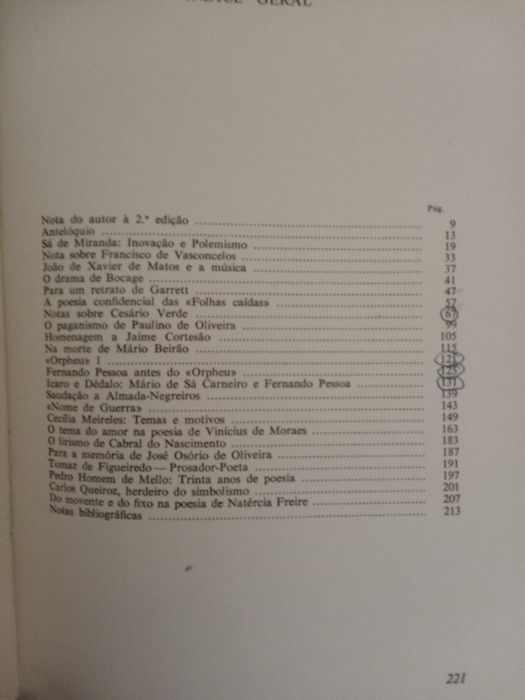 ÍNDICE GERAL
Pág.
Nota do autor à 2.ª edição 9
Antelóquio 13
Sá de Miranda: Inovação e Polemismo 19
Nota sobre Francisco de Vasconcelos 33
João de Xavier de Matos e a música 37
O drama de Bocage 41
Para um retrato de Garrett 47
A poesia confidencial das «Folhas caídas» 57
Notas sobre Cesário Verde 67
O paganismo de Paulino de Oliveira 99
Homenagem a Jaime Cortesão 105
Na morte de Mário Beirão 115
«Orpheu» I 121
Fernando Pessoa antes do «Orpheu» 125
Ícaro e Dédalo: Mário de Sá Carneiro e Fernando Pessoa 131
Saudação a Almada-Negreiros 139
«Nome de Guerra» 143
Cecília Meireles: Temas e motivos 149
O tema do amor na poesia de Vinícius de Moraes 163
O lirismo de Cabral do Nascimento 183
Para a memória de José Osório de Oliveira 187
Tomaz de Figueiredo — Prosador-Poeta 191
Pedro Homem de Mello: Trinta anos de poesia 197
Carlos Queiroz, herdeiro do simbolismo 201
Do movente e do fixo na poesia de Natércia Freire 207
Notas bibliográficas 213
221